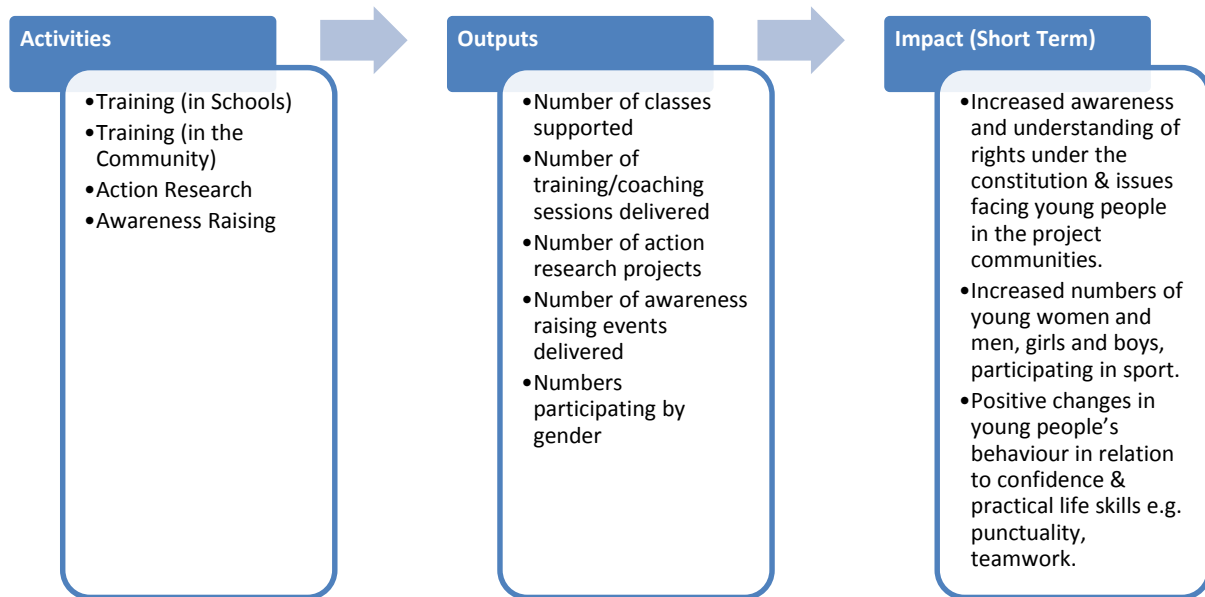 Activities
•Training (in Schools)
•Training (in the
Community)
•Action Research
•Awareness Raising
Outputs
•Number of classes
supported
•Number of
training/coaching
sessions delivered
•Number of action
research projects
•Number of awareness
raising events
delivered
•Numbers
participating by
gender
Impact (Short Term)
•Increased awareness
and understanding of
rights under the
constitution & issues
facing young people
in the project
communities.
•Increased numbers of
young women and
men, girls and boys,
participating in sport.
•Positive changes in
young people’s
behaviour in relation
to confidence &
practical life skills e.g.
punctuality,
teamwork.